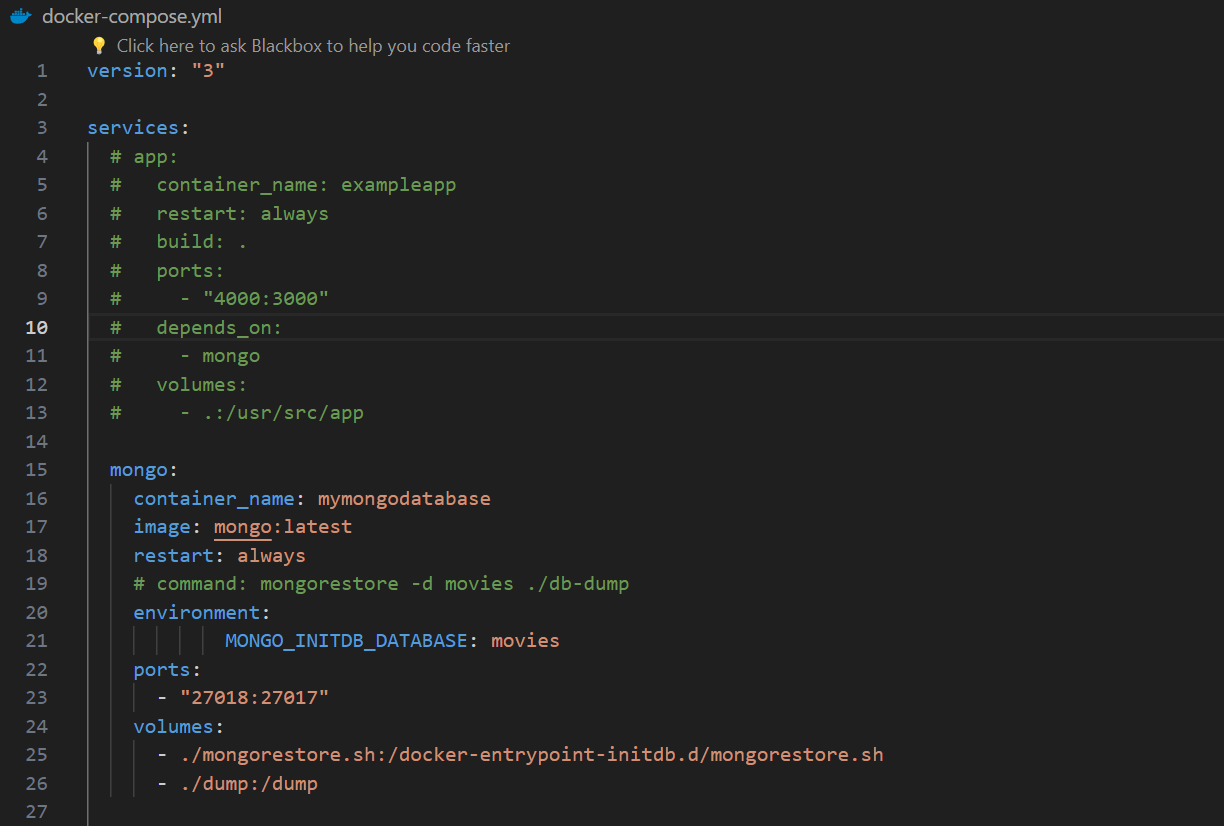 docker-compose.yml
Click here to ask Blackbox to help you code faster
1 version: "3"
2
3 services:
4   # app:
5   #   container_name: exampleapp
6   #   restart: always
7   #   build: .
8   #   ports:
9   #     - "4000:3000"
10   #   depends_on:
11   #     - mongo
12   #   volumes:
13   #     - .:/usr/src/app
14
15   mongo:
16     container_name: mymongodatabase
17     image: mongo:latest
18     restart: always
19     # command: mongorestore -d movies ./db-dump
20     environment:
21             MONGO_INITDB_DATABASE: movies
22     ports:
23       - "27018:27017"
24     volumes:
25       - ./mongorestore.sh:/docker-entrypoint-initdb.d/mongorestore.sh
26       - ./dump:/dump
27